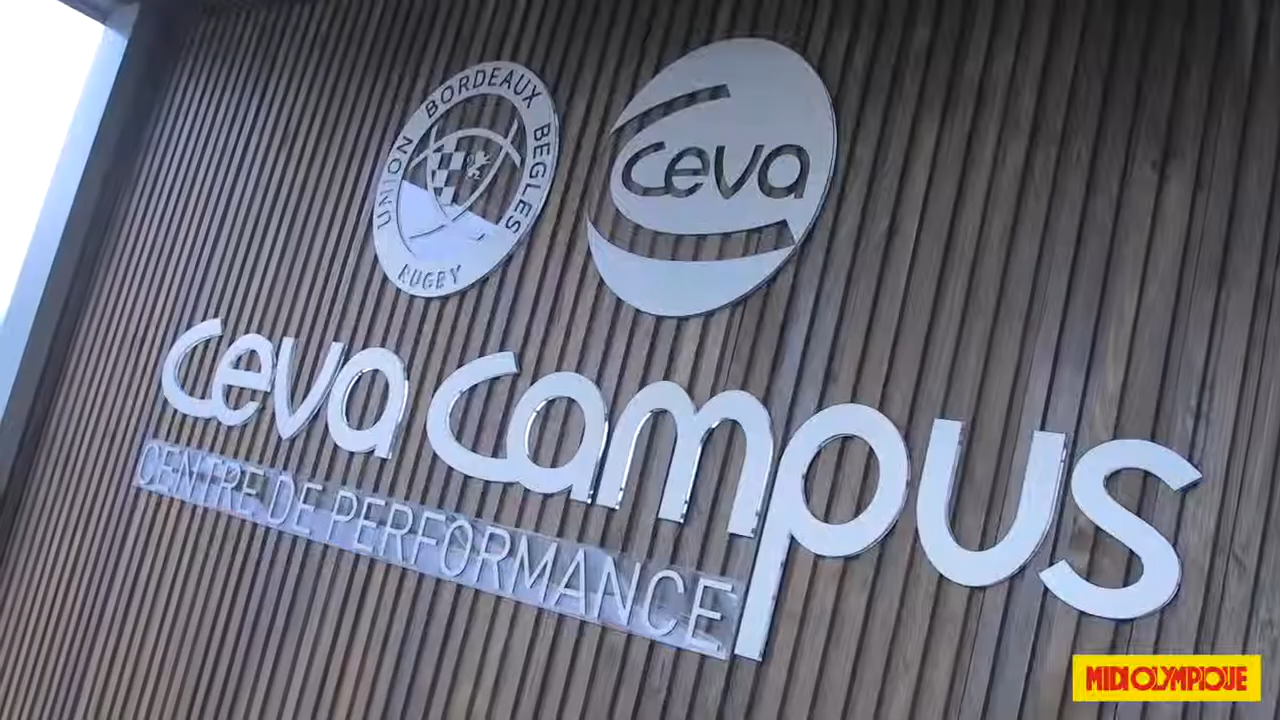 UNION BORDEAUX BÈGLES
RUGBY
ceva
ceva campus
CENTRE DE PERFORMANCE
MIDI OLYMPIQUE